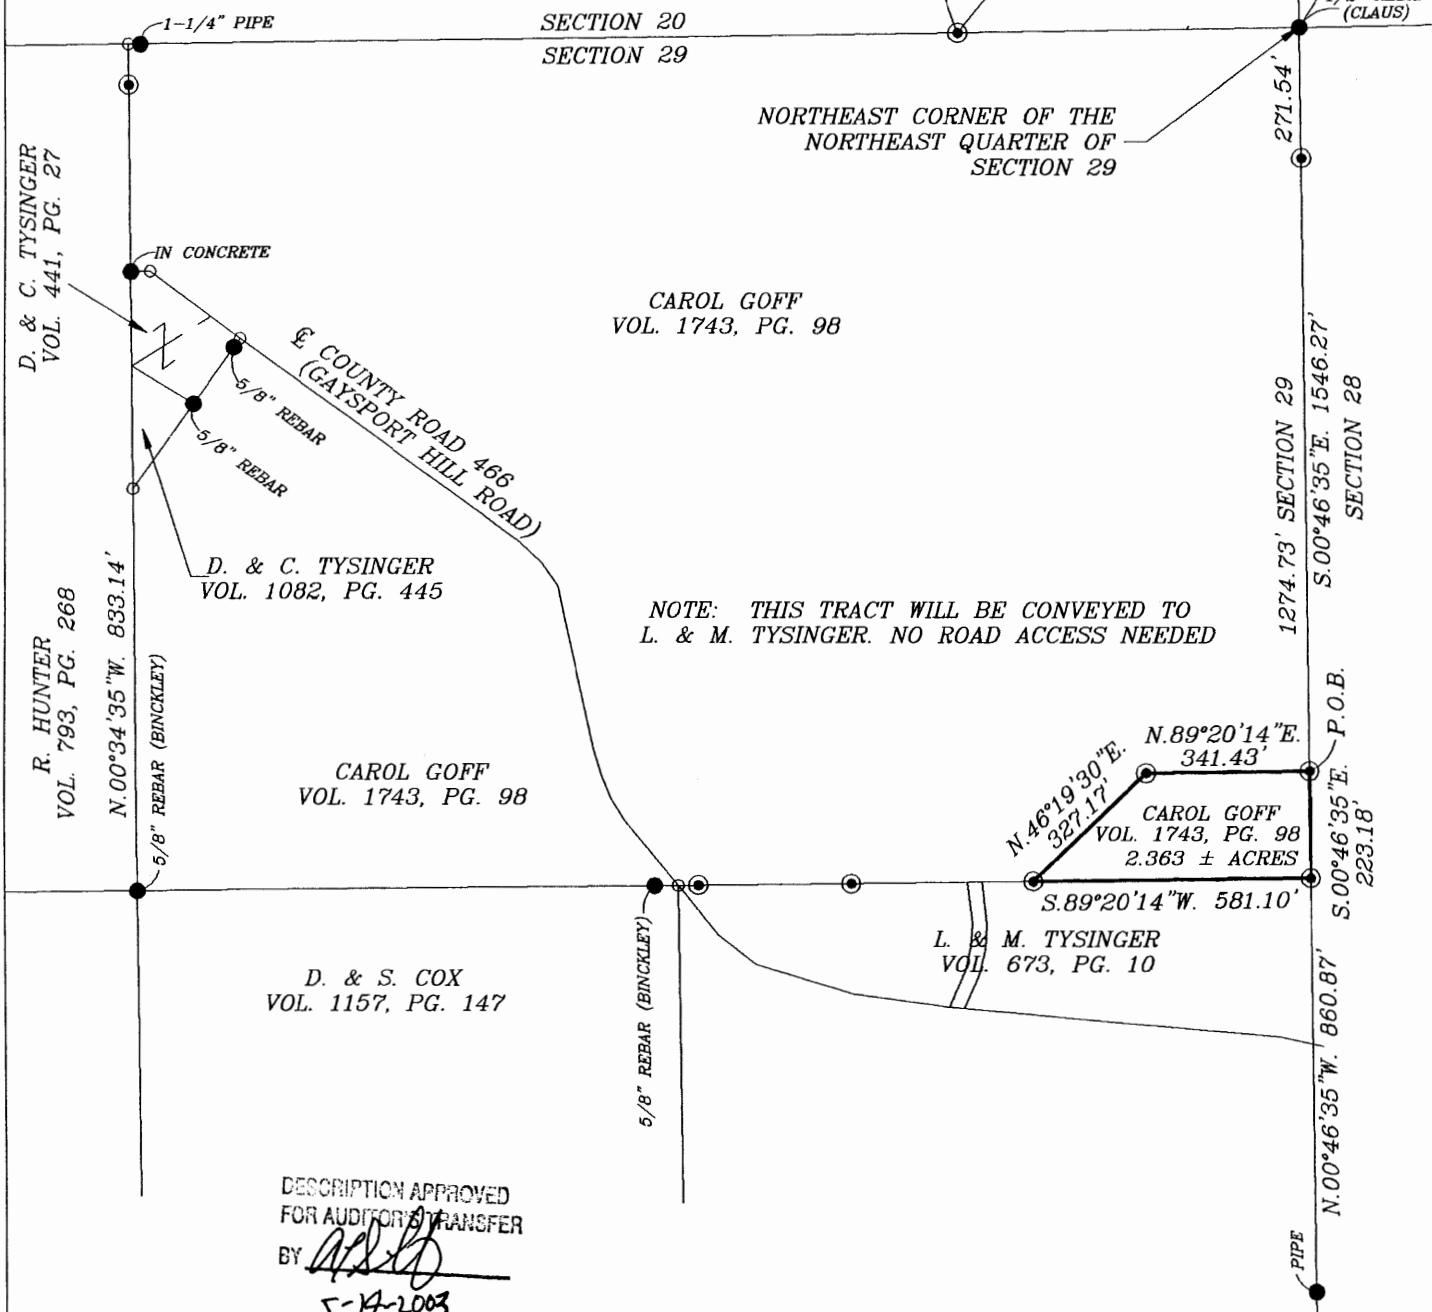 1-1/4" PIPE
SECTION 20
SECTION 29
(CLAUS)
NORTHEAST CORNER OF THE
NORTHEAST QUARTER OF
SECTION 29
271.54'
D. & C. TYSINGER
VOL. 441, PG. 27
IN CONCRETE
CAROL GOFF
VOL. 1743, PG. 98
℄ COUNTY ROAD 466
(GAYSPORT HILL ROAD)
5/8" REBAR
5/8" REBAR
1274.73' SECTION 29
S.00°46'35"E. 1546.27'
SECTION 28
D. & C. TYSINGER
VOL. 1082, PG. 445
R. HUNTER
VOL. 793, PG. 268
N.00°34'35"W. 833.14'
5/8" REBAR (BINCKLEY)
NOTE: THIS TRACT WILL BE CONVEYED TO
L. & M. TYSINGER. NO ROAD ACCESS NEEDED
P.O.B.
N.89°20'14"E.
341.43'
N.46°19'30"E.
327.17'
CAROL GOFF
VOL. 1743, PG. 98
CAROL GOFF
VOL. 1743, PG. 98
2.363 ± ACRES
S.00°46'35"E.
223.18'
S.89°20'14"W. 581.10'
L. & M. TYSINGER
VOL. 673, PG. 10
D. & S. COX
VOL. 1157, PG. 147
5/8" REBAR (BINCKLEY)
N.00°46'35"W. 860.87'
PIPE
DESCRIPTION APPROVED
FOR AUDITOR'S TRANSFER
BY